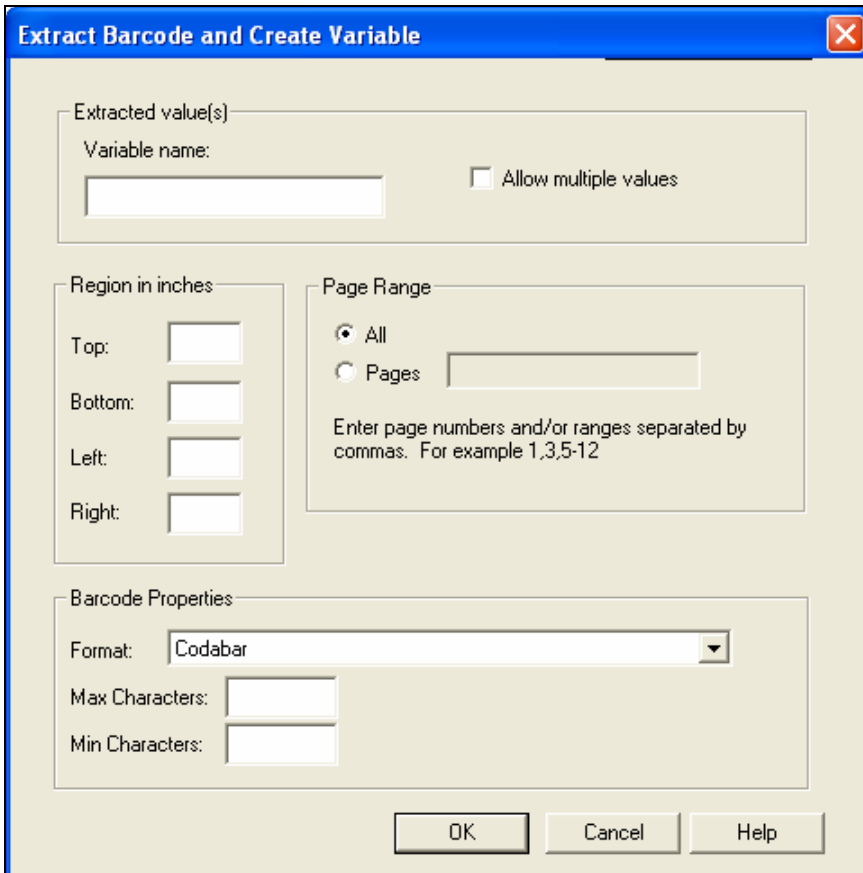 Extract Barcode and Create Variable
Extracted value(s)
Variable name:
Allow multiple values
Region in inches
Top:
Bottom:
Left:
Right:
Page Range
All
Pages
Enter page numbers and/or ranges separated by
commas.  For example 1,3,5-12
Barcode Properties
Format: Codabar
Max Characters:
Min Characters:
OK Cancel Help